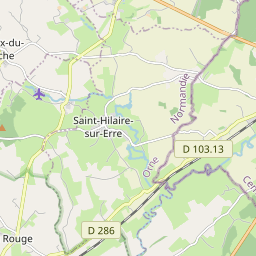 x-du-
che
Normandie
Saint-Hilaire-
sur-Erre
D 103.13
Orne
Cen
D 286
Rouge